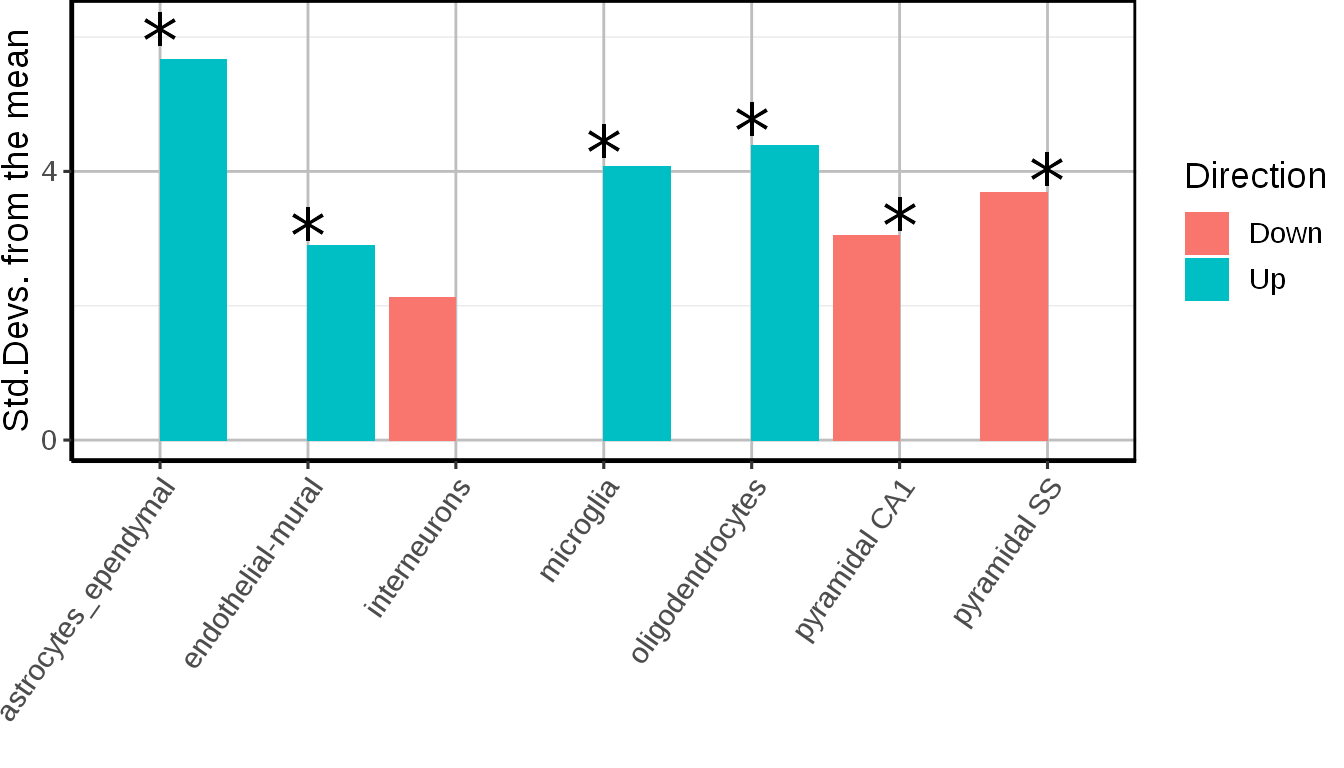 Std.Devs. from the mean
4
0
*
*
*
*
*
*
astrocytes_ependymal
endothelial-mural
interneurons
microglia
oligodendrocytes
pyramidal CA1
pyramidal SS
Direction
Down
Up